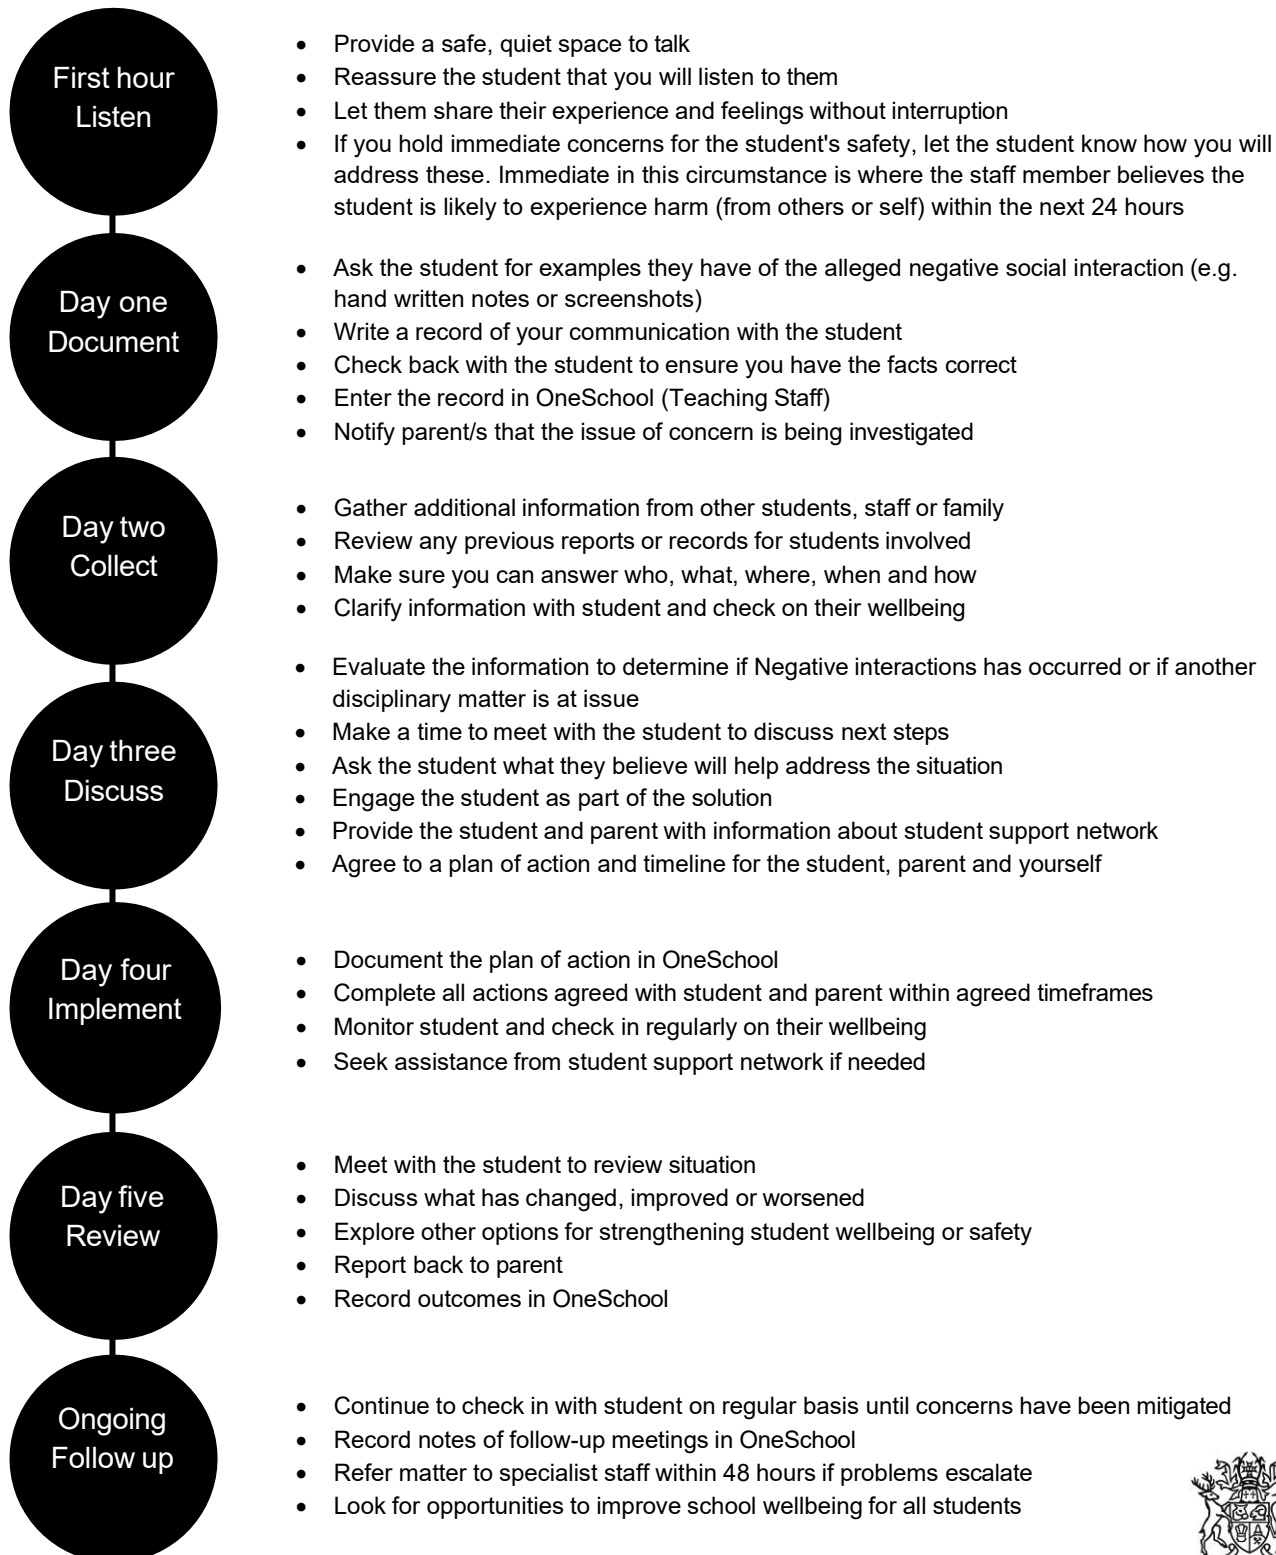 First hour
Listen
• Provide a safe, quiet space to talk
• Reassure the student that you will listen to them
• Let them share their experience and feelings without interruption
• If you hold immediate concerns for the student's safety, let the student know how you will
address these. Immediate in this circumstance is where the staff member believes the
student is likely to experience harm (from others or self) within the next 24 hours
Day one
Document
• Ask the student for examples they have of the alleged negative social interaction (e.g.
hand written notes or screenshots)
• Write a record of your communication with the student
• Check back with the student to ensure you have the facts correct
• Enter the record in OneSchool (Teaching Staff)
• Notify parent/s that the issue of concern is being investigated
Day two
Collect
• Gather additional information from other students, staff or family
• Review any previous reports or records for students involved
• Make sure you can answer who, what, where, when and how
• Clarify information with student and check on their wellbeing
Day three
Discuss
• Evaluate the information to determine if Negative interactions has occurred or if another
disciplinary matter is at issue
• Make a time to meet with the student to discuss next steps
• Ask the student what they believe will help address the situation
• Engage the student as part of the solution
• Provide the student and parent with information about student support network
• Agree to a plan of action and timeline for the student, parent and yourself
Day four
Implement
• Document the plan of action in OneSchool
• Complete all actions agreed with student and parent within agreed timeframes
• Monitor student and check in regularly on their wellbeing
• Seek assistance from student support network if needed
Day five
Review
• Meet with the student to review situation
• Discuss what has changed, improved or worsened
• Explore other options for strengthening student wellbeing or safety
• Report back to parent
• Record outcomes in OneSchool
Ongoing
Follow up
• Continue to check in with student on regular basis until concerns have been mitigated
• Record notes of follow-up meetings in OneSchool
• Refer matter to specialist staff within 48 hours if problems escalate
• Look for opportunities to improve school wellbeing for all students